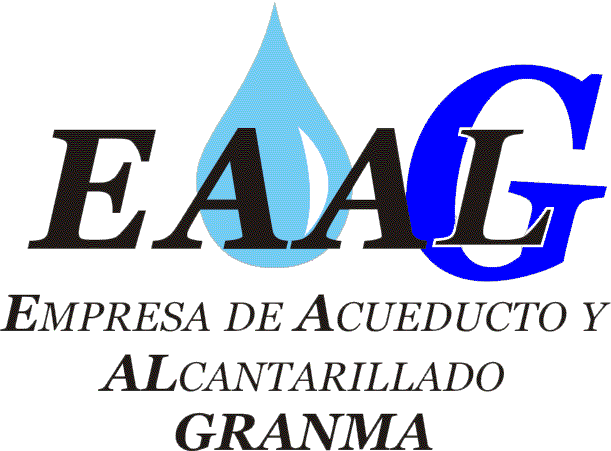 EAALG
EMPRESA DE ACUEDUCTO Y
ALCANTARILLADO
GRANMA